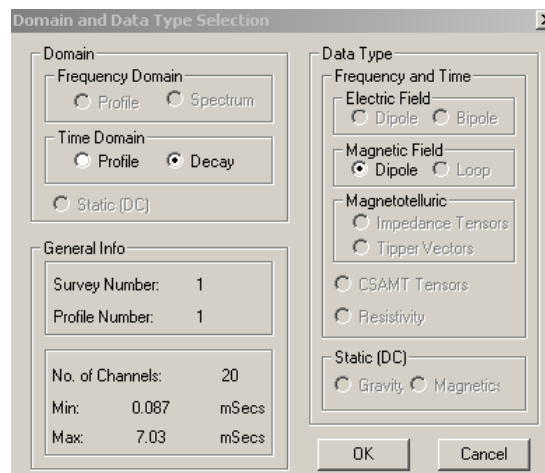 Domain and Data Type Selection
Domain
Frequency Domain
Profile Spectrum
Time Domain
Profile Decay
Static (DC)
General Info
Survey Number: 1
Profile Number: 1
No. of Channels: 20
Min: 0.087 mSecs
Max: 7.03 mSecs
Data Type
Frequency and Time
Electric Field
Dipole Bipole
Magnetic Field
Dipole Loop
Magnetotelluric
Impedance Tensors
Tipper Vectors
CSAMT Tensors
Resistivity
Static (DC)
Gravity Magnetics
OK Cancel